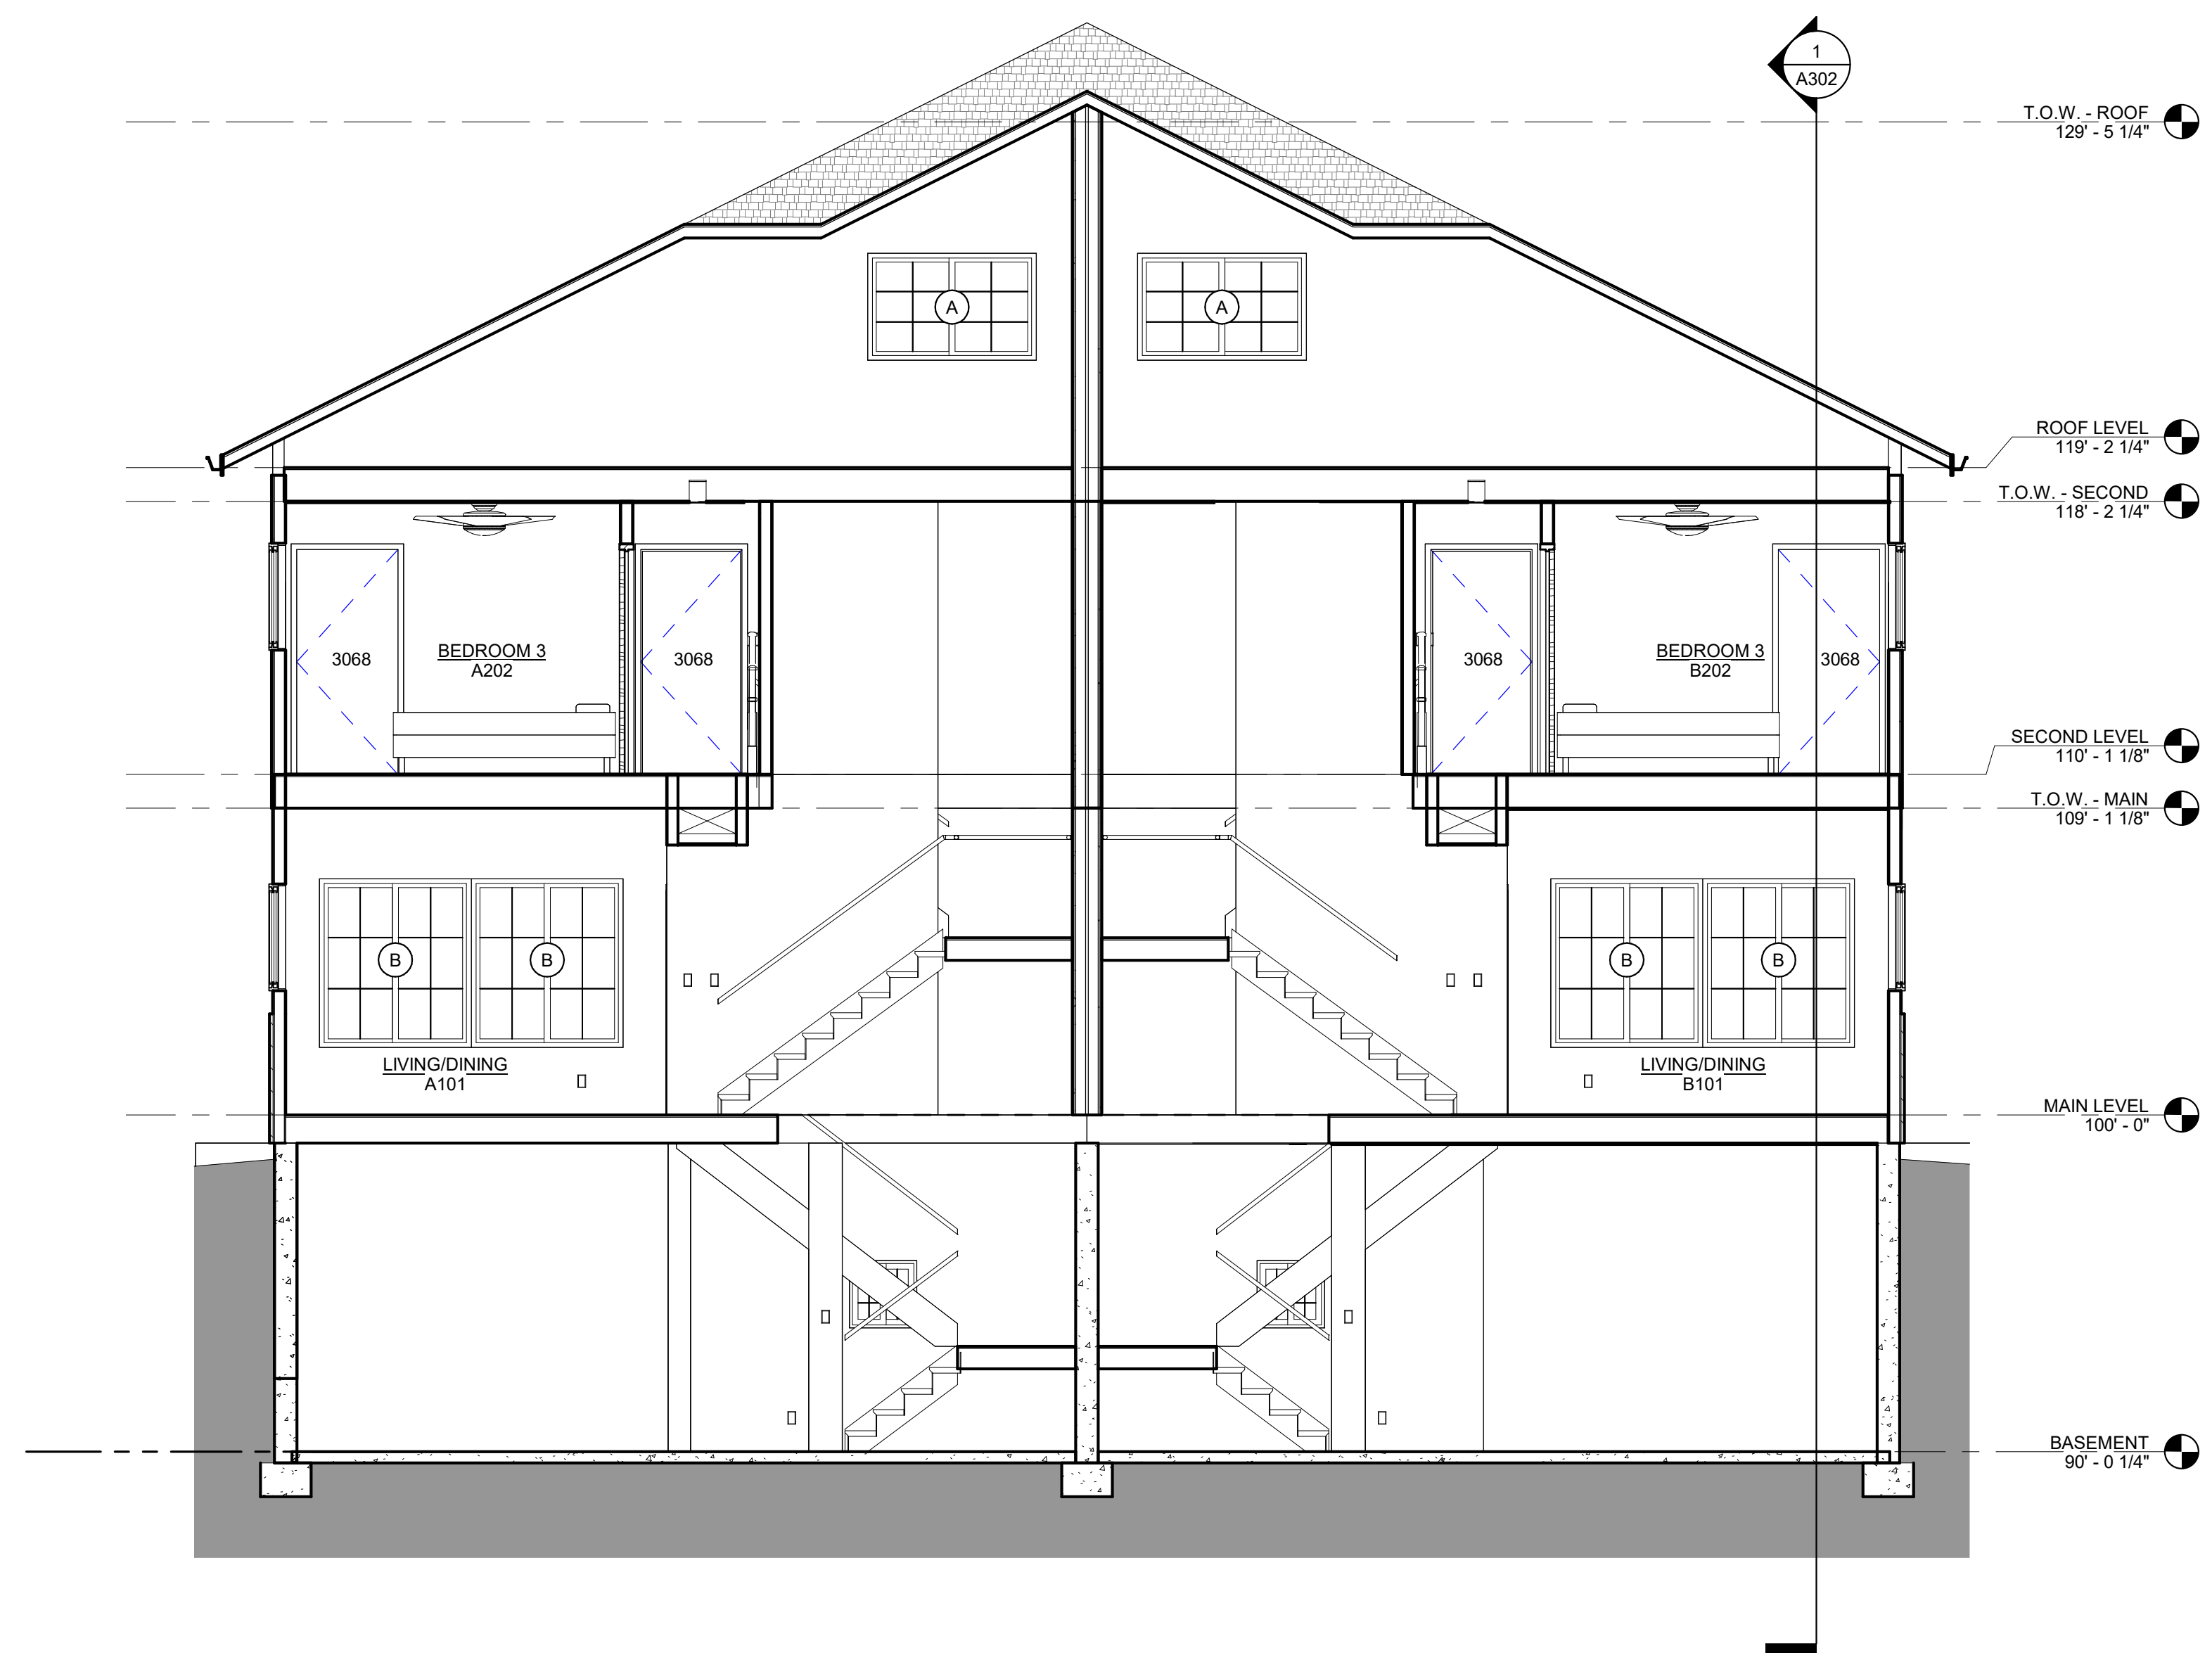 1
A302
T.O.W. - ROOF
129' - 5 1/4"
A
A
ROOF LEVEL
119' - 2 1/4"
T.O.W. - SECOND
118' - 2 1/4"
3068
BEDROOM 3
A202
3068
3068
BEDROOM 3
B202
3068
SECOND LEVEL
110' - 1 1/8"
T.O.W. - MAIN
109' - 1 1/8"
B
B
B
B
LIVING/DINING
A101
LIVING/DINING
B101
MAIN LEVEL
100' - 0"
BASEMENT
90' - 0 1/4"